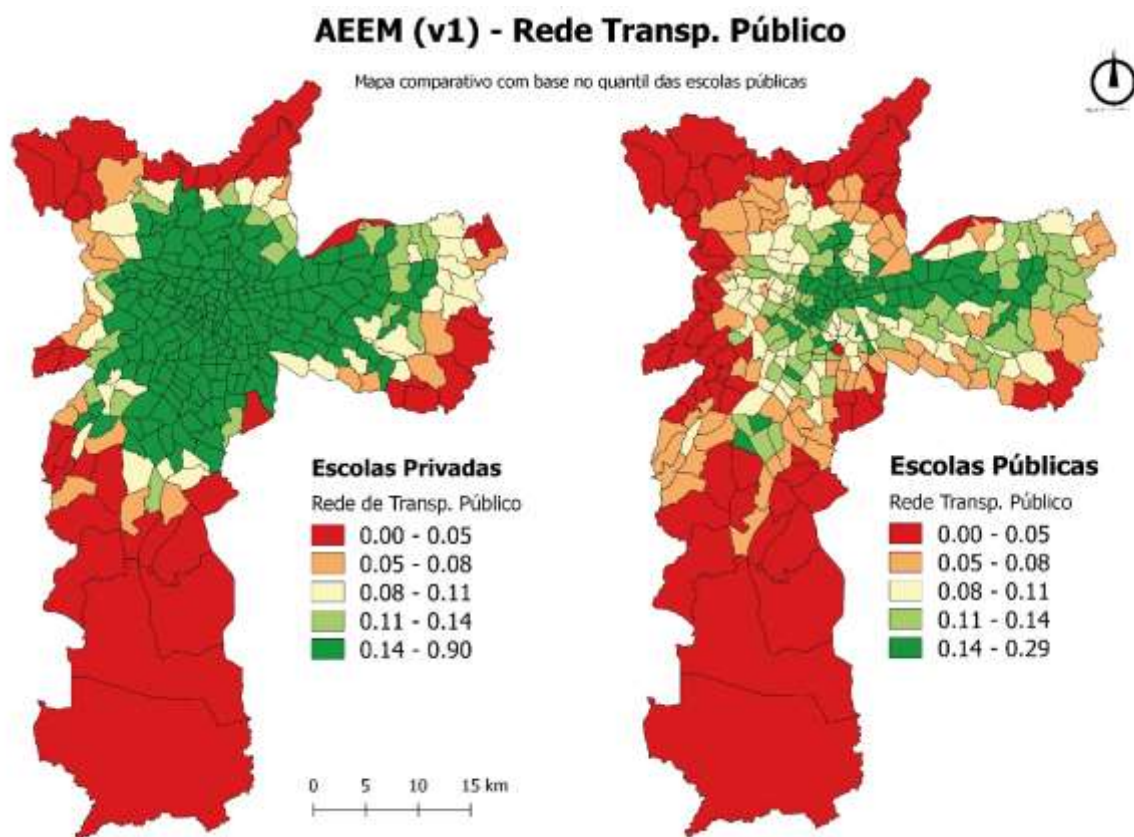 AEEM (v1) - Rede Transp. Público
Mapa comparativo com base no quantil das escolas públicas
Escolas Privadas
Rede de Transp. Público
0.00 - 0.05
0.05 - 0.08
0.08 - 0.11
0.11 - 0.14
0.14 - 0.90
0 5 10 15 km
Escolas Públicas
Rede Transp. Público
0.00 - 0.05
0.05 - 0.08
0.08 - 0.11
0.11 - 0.14
0.14 - 0.29